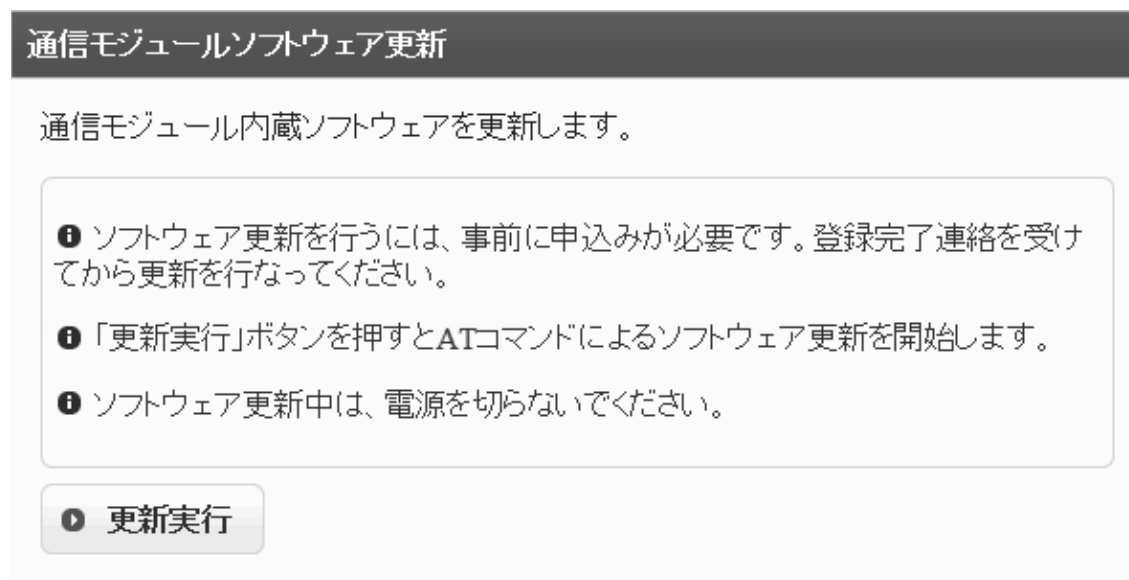 通信モジュールソフトウェア更新
通信モジュール内蔵ソフトウェアを更新します。
ソフトウェア更新を行うには、事前に申込みが必要です。登録完了連絡を受け
てから更新を行なってください。
「更新実行」ボタンを押すとATコマンドによるソフトウェア更新を開始します。
ソフトウェア更新中は、電源を切らないでください。
更新実行